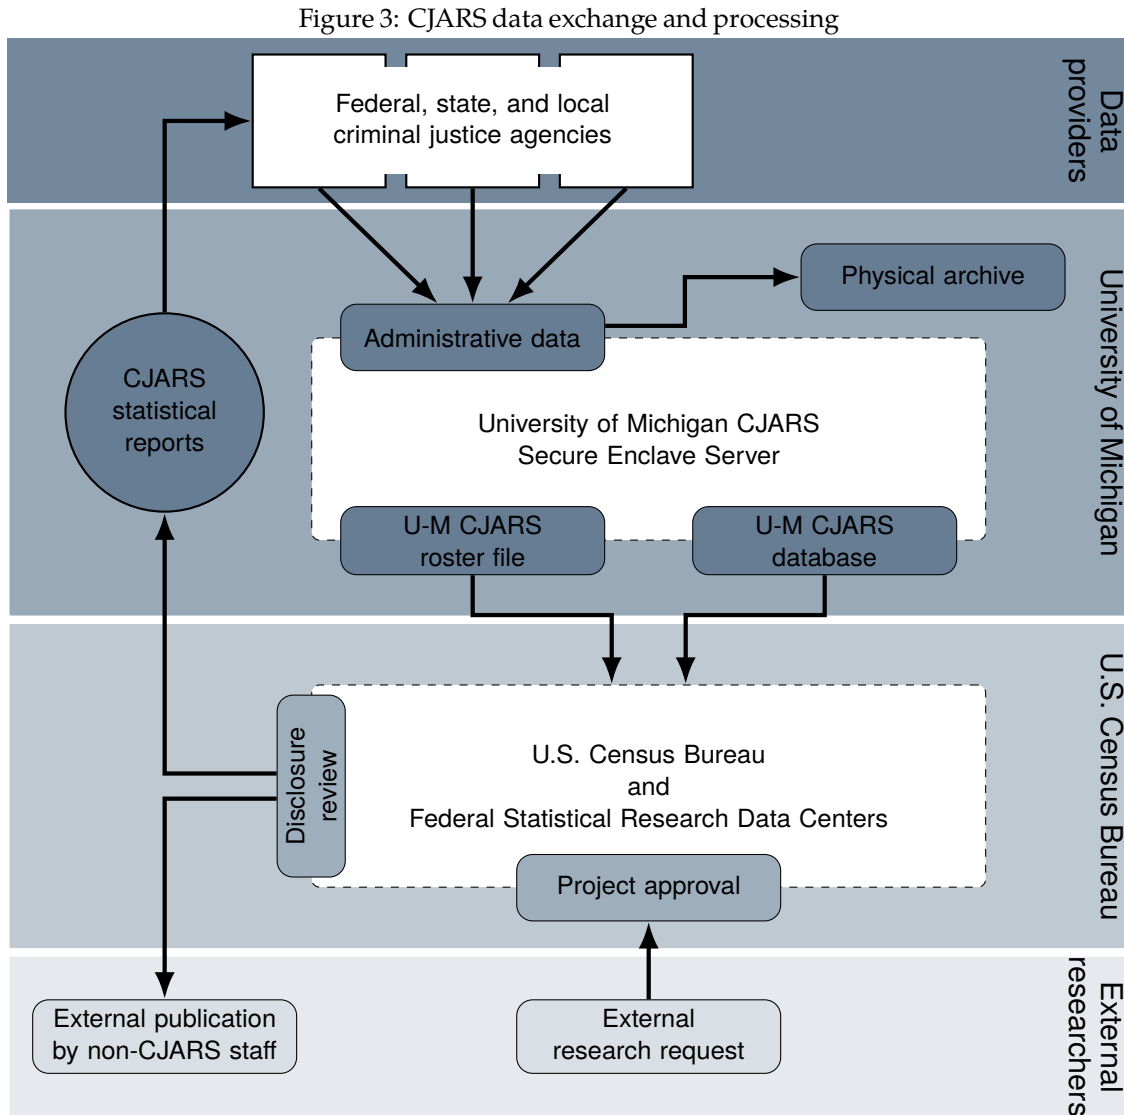 Figure 3: CJARS data exchange and processing
Data
providers
Federal, state, and local
criminal justice agencies
University of Michigan
Physical archive
Administrative data
CJARS
statistical
reports
University of Michigan CJARS
Secure Enclave Server
U-M CJARS
roster file
U-M CJARS
database
U.S. Census Bureau
Disclosure
review
U.S. Census Bureau
and
Federal Statistical Research Data Centers
Project approval
External
researchers
External publication
by non-CJARS staff
External
research request